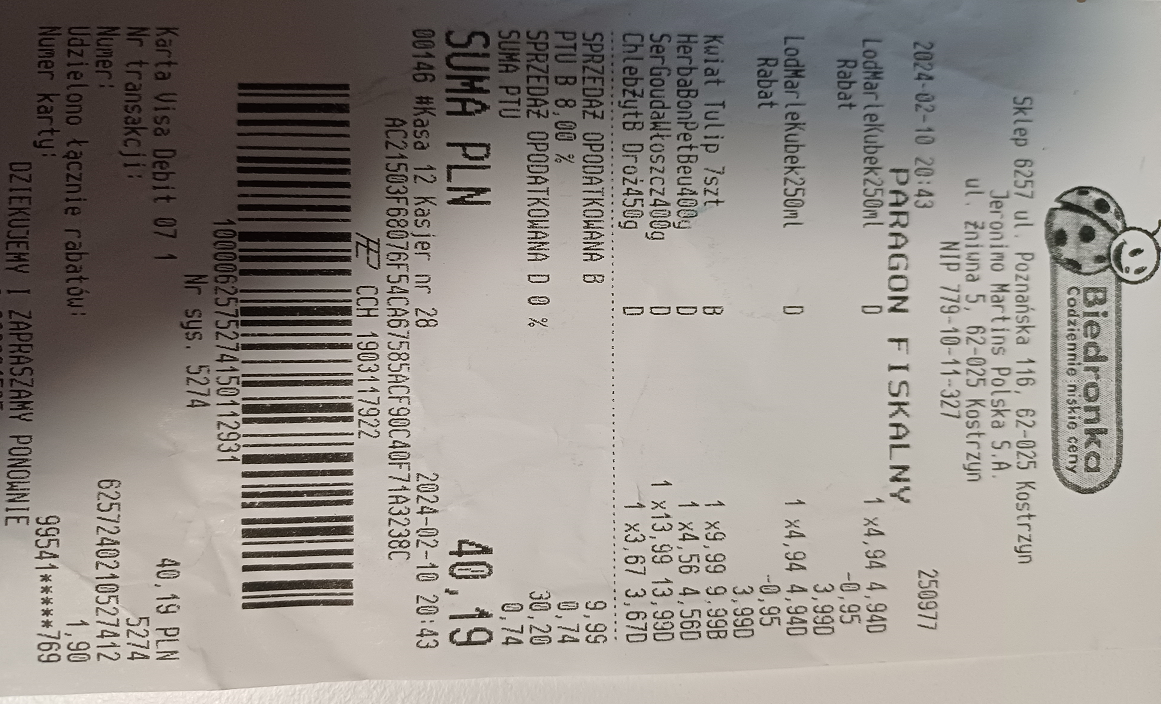 Biedronka
Codziennie niskie ceny
Sklep 6257 ul. Poznańska 116, 62-025 Kostrzyn
Jeronimo Martins Polska S.A.
ul. Żniwna 5, 62-025 Kostrzyn
NIP 779-10-11-327
2024-02-10 20:43 250977
PARAGON FISKALNY
LodMarleKubek250ml D 1 x4,94 4,94D
Rabat -0,95
3,99D
LodMarleKubek250ml D 1 x4,94 4,94D
Rabat -0,95
3,99D
Kwiat Tulip 7szt B 1 x9,99 9,99B
HerbaBonPetBeu400g D 1 x4,56 4,56D
SerGoudaWłoszcz400g D 1 x13,99 13,99D
ChlebŻytB Droż450g D 1 x3,67 3,67D
SPRZEDAŻ OPODATKOWANA B 9,99
PTU B 8,00 % 0,74
SPRZEDAŻ OPODATKOWANA D 0 % 30,20
SUMA PTU 0,74
SUMA PLN 40,19
00146 #Kasa 12 Kasjer nr 28 2024-02-10 20:43
AC21503F68076F54CA67585ACF90C40F71A3238C
CCH 1903117922
1000062575274150112931
Nr sys. 5274
Karta Visa Debit 07 1 40,19 PLN
Nr transakcji: 5274
Numer: 6257240210527412
Udzielono łącznie rabatów: 1,90
Numer karty: 99541*****769
DZIĘKUJEMY I ZAPRASZAMY PONOWNIE